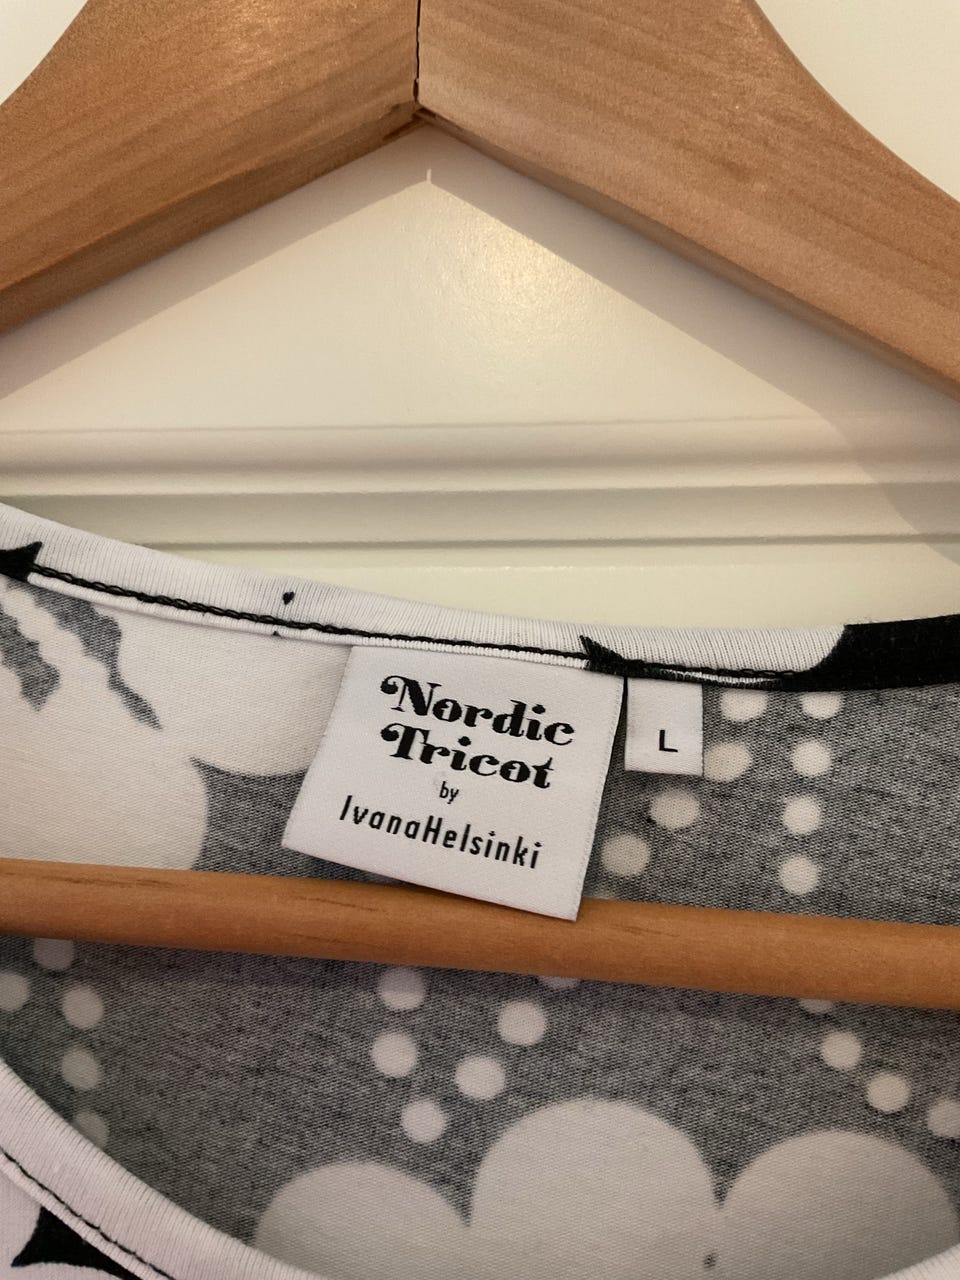 Nordic
Tricot
by
IvanaHelsinki
L